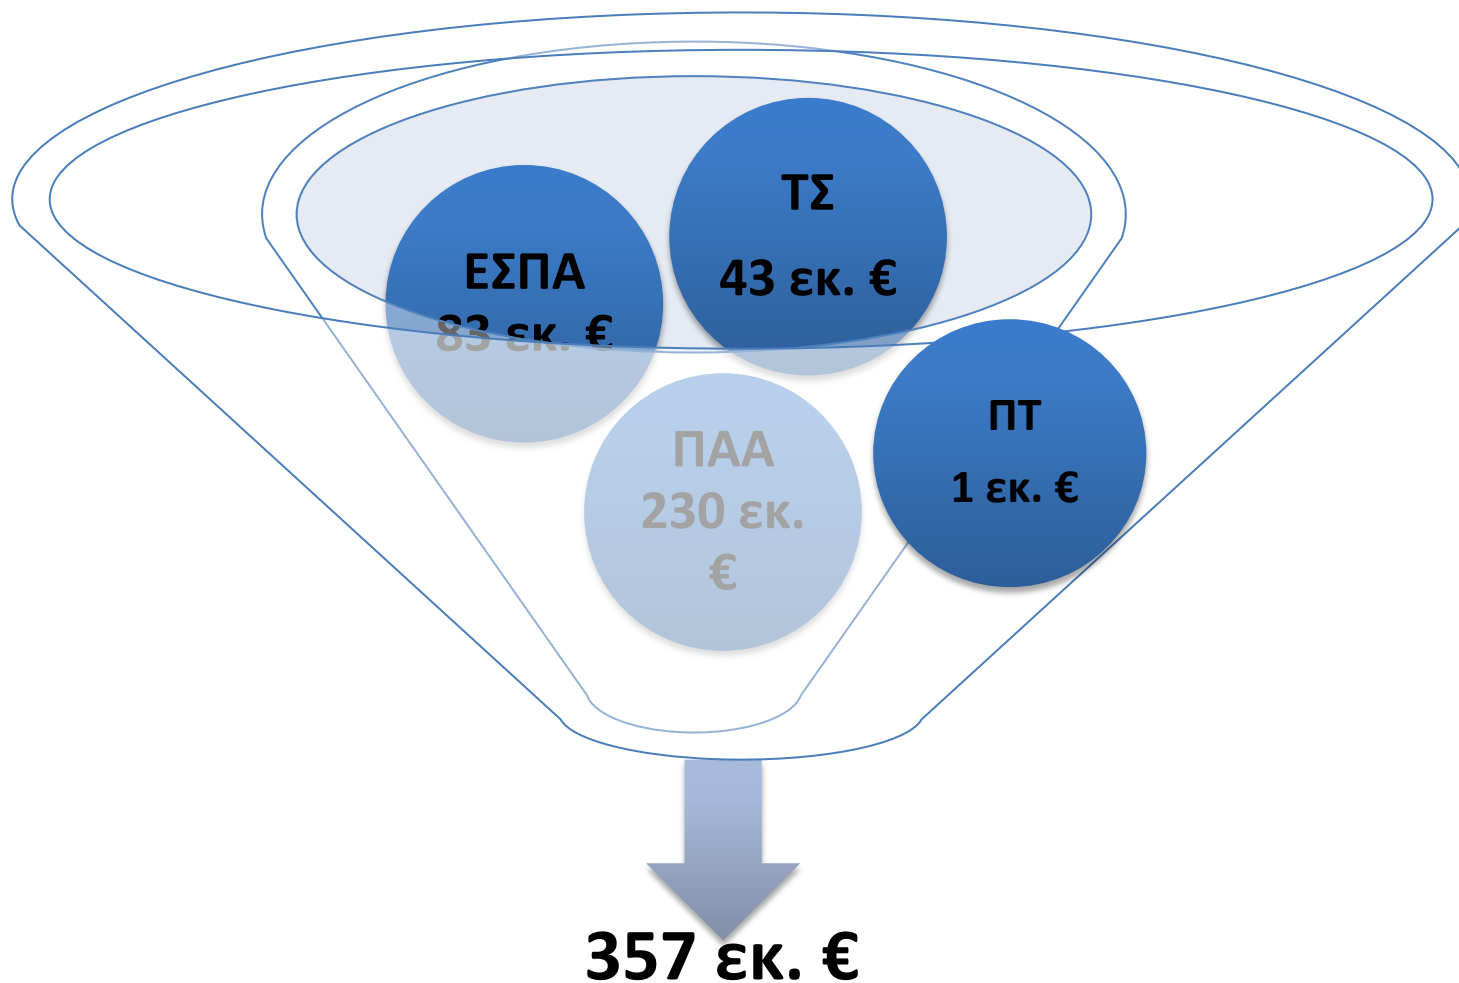 ΤΣ
43 εκ. €
ΕΣΠΑ
83 εκ. €
ΠΤ
1 εκ. €
ΠΑΑ
230 εκ.
€
357 εκ. €